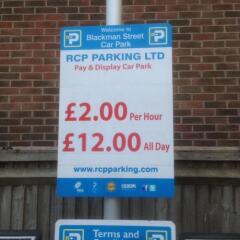 Welcome to
Blackman Street
Car Park
RCP PARKING LTD
Pay & Display Car Park
£2.00 Per Hour
£12.00 All Day
www.rcpparking.com
Terms and